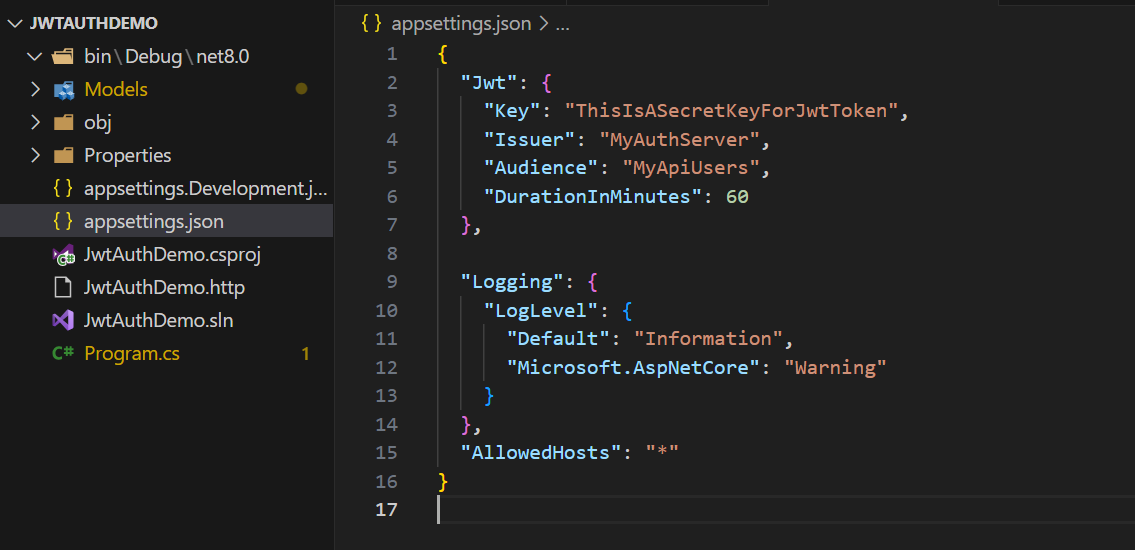 JWTAUTHDEMO
bin\Debug\net8.0
Models
obj
Properties
appsettings.Development.j...
appsettings.json
JwtAuthDemo.csproj
JwtAuthDemo.http
JwtAuthDemo.sln
C# Program.cs 1
{ } appsettings.json > ...
1 {
2 "Jwt": {
3 "Key": "ThisIsASecretKeyForJwtToken",
4 "Issuer": "MyAuthServer",
5 "Audience": "MyApiUsers",
6 "DurationInMinutes": 60
7 },
8
9 "Logging": {
10 "LogLevel": {
11 "Default": "Information",
12 "Microsoft.AspNetCore": "Warning"
13 }
14 },
15 "AllowedHosts": "*"
16 }
17